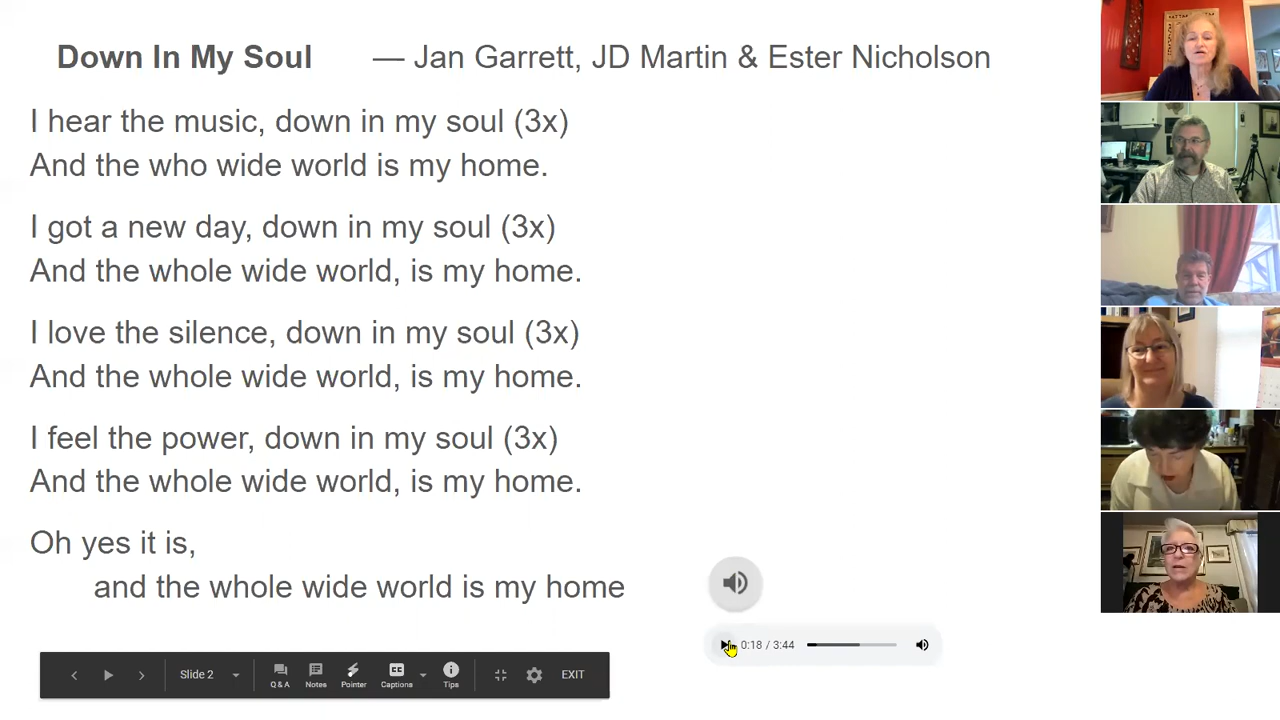 Down In My Soul — Jan Garrett, JD Martin & Ester Nicholson
I hear the music, down in my soul (3x)
And the who wide world is my home.
I got a new day, down in my soul (3x)
And the whole wide world, is my home.
I love the silence, down in my soul (3x)
And the whole wide world, is my home.
I feel the power, down in my soul (3x)
And the whole wide world, is my home.
Oh yes it is,
and the whole wide world is my home
0:18 / 3:44
Slide 2
Q & A
Notes
Pointer
Captions
Tips
EXIT